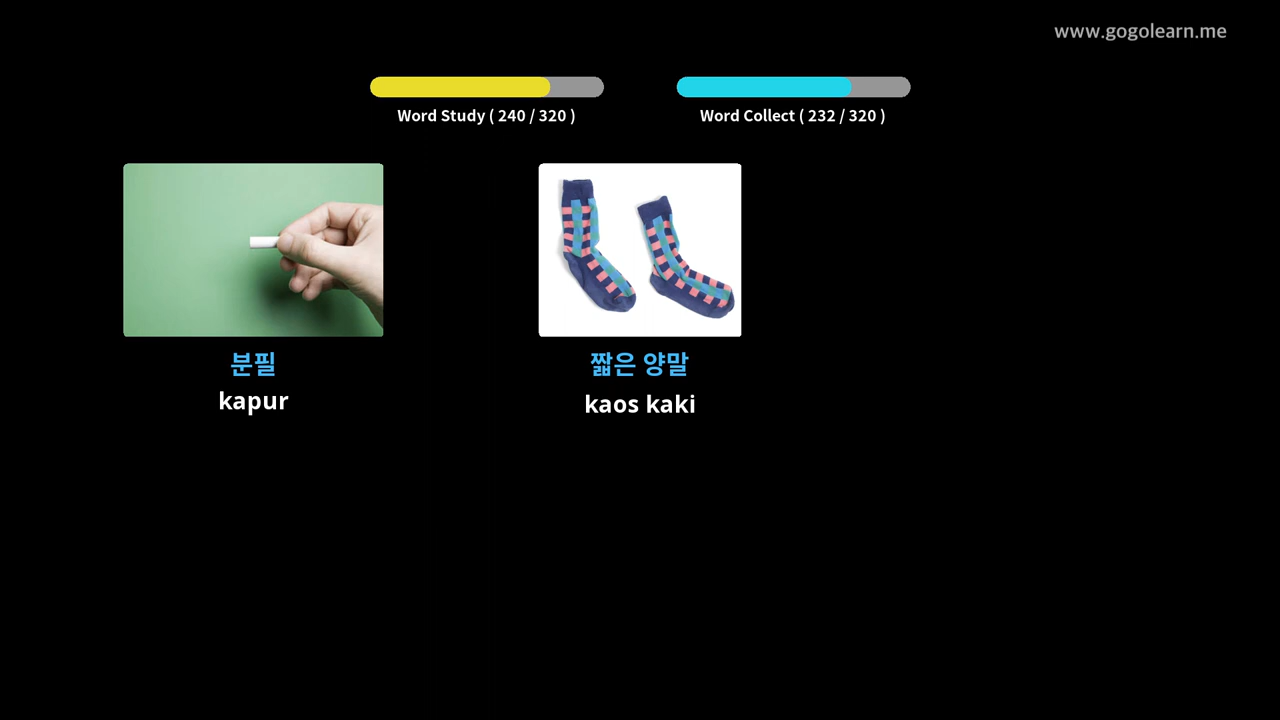 www.gogolearn.me
Word Study ( 240 / 320 )
Word Collect ( 232 / 320 )
분필
kapur
짧은 양말
kaos kaki